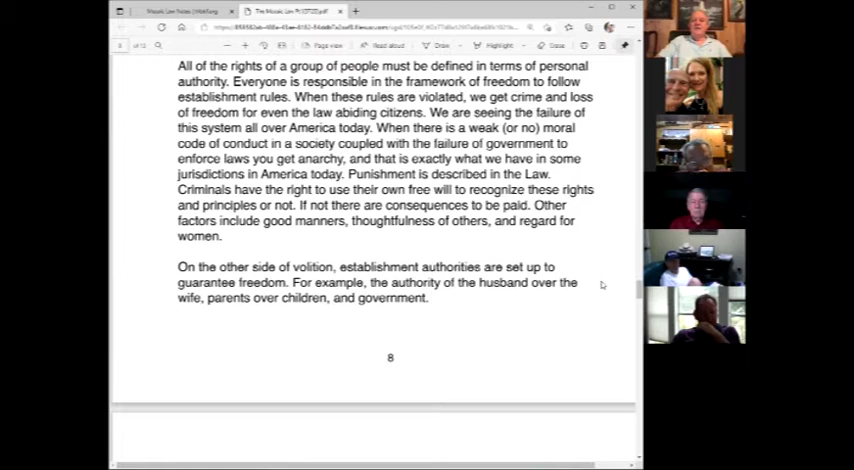 Mosaic Law Notes
The Mosaic Law Pt
8
of 12
Page view
Read aloud
Draw
Highlight
Erase
All of the rights of a group of people must be defined in terms of personal
authority. Everyone is responsible in the framework of freedom to follow
establishment rules. When these rules are violated, we get crime and loss
of freedom for even the law abiding citizens. We are seeing the failure of
this system all over America today. When there is a weak (or no) moral
code of conduct in a society coupled with the failure of government to
enforce laws you get anarchy, and that is exactly what we have in some
jurisdictions in America today. Punishment is described in the Law.
Criminals have the right to use their own free will to recognize these rights
and principles or not. If not there are consequences to be paid. Other
factors include good manners, thoughtfulness of others, and regard for
women.
On the other side of volition, establishment authorities are set up to
guarantee freedom. For example, the authority of the husband over the
wife, parents over children, and government.
8